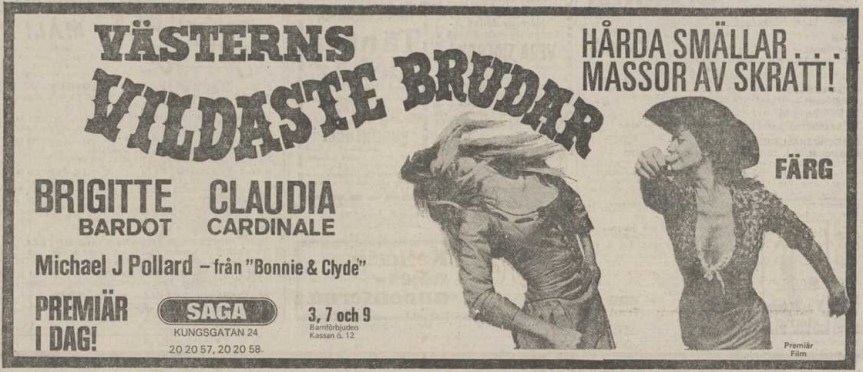 VÄSTERNS
VILDASTE BRUDAR
HÅRDA SMÄLLAR...
MASSOR AV SKRATT!
FÄRG
BRIGITTE
BARDOT
CLAUDIA
CARDINALE
Michael J Pollard – från "Bonnie & Clyde"
PREMIÄR
I DAG!
SAGA
KUNGSGATAN 24
20 20 57, 20 20 58
3, 7 och 9
Barnförbjuden
Kassan ö. 12
Premiär
Film